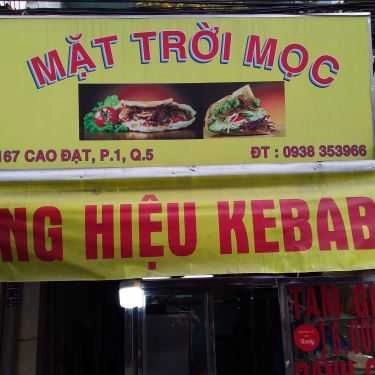 MẶT TRỜI MỌC
167 CAO ĐẠT, P.1, Q.5
ĐT : 0938 353966
NG HIỆU KEBAB